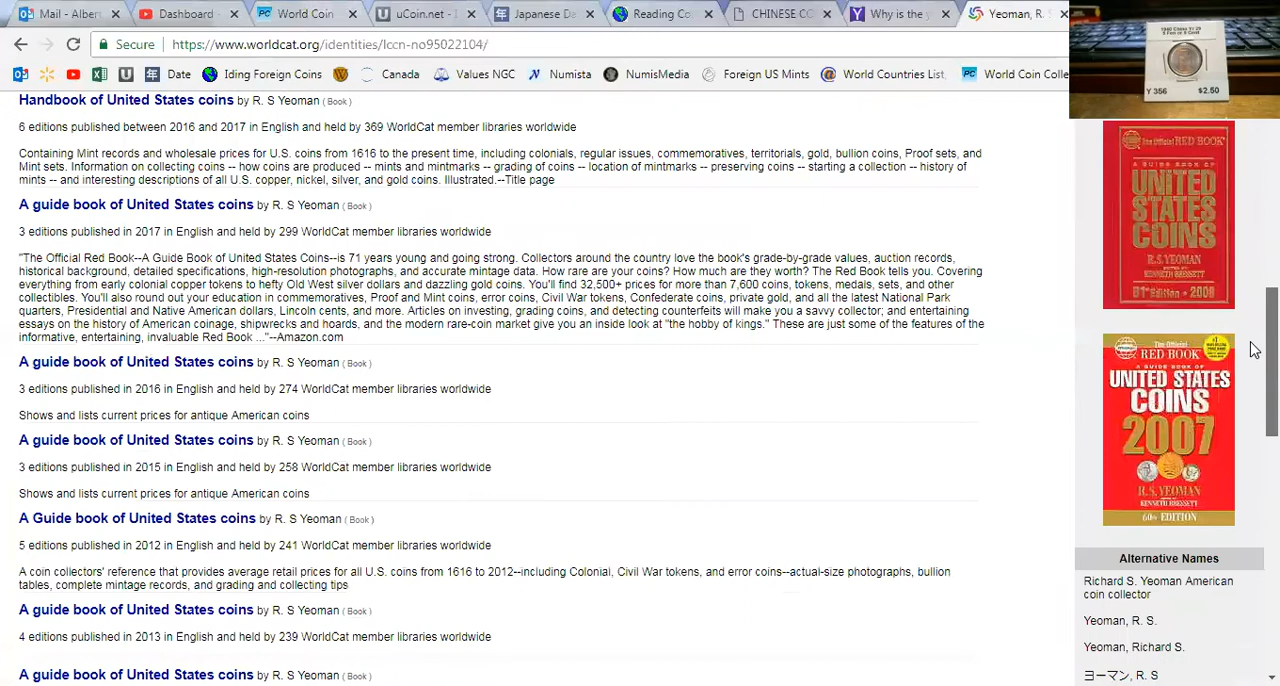 Mail - Alber
Dashboard -
World Coin
uCoin.net -
Japanese Da
Reading Co
CHINESE CO
Why is the y
Yeoman, R. S
Secure
https://www.worldcat.org/identities/lccn-no95022104/
Date
Iding Foreign Coins
Canada
Values NGC
Numista
NumisMedia
Foreign US Mints
World Countries List,
World Coin Colle
Y 356 $2.50
Handbook of United States coins by R. S Yeoman ( Book )
6 editions published between 2016 and 2017 in English and held by 369 WorldCat member libraries worldwide
Containing Mint records and wholesale prices for U.S. coins from 1616 to the present time, including colonials, regular issues, commemoratives, territorials, gold, bullion coins, Proof sets, and
Mint sets. Information on collecting coins -- how coins are produced -- mints and mintmarks -- grading of coins -- location of mintmarks -- preserving coins -- starting a collection -- history of
mints -- and interesting descriptions of all U.S. copper, nickel, silver, and gold coins. Illustrated.--Title page
A guide book of United States coins by R. S Yeoman ( Book )
3 editions published in 2017 in English and held by 299 WorldCat member libraries worldwide
"The Official Red Book--A Guide Book of United States Coins--is 71 years young and going strong. Collectors around the country love the book's grade-by-grade values, auction records,
historical background, detailed specifications, high-resolution photographs, and accurate mintage data. How rare are your coins? How much are they worth? The Red Book tells you. Covering
everything from early colonial copper tokens to hefty Old West silver dollars and dazzling gold coins. You'll find 32,500+ prices for more than 7,600 coins, tokens, medals, sets, and other
collectibles. You'll also round out your education in commemoratives, Proof and Mint coins, error coins, Civil War tokens, Confederate coins, private gold, and all the latest National Park
quarters, Presidential and Native American dollars, Lincoln cents, and more. Articles on investing, grading coins, and detecting counterfeits will make you a savvy collector; and entertaining
essays on the history of American coinage, shipwrecks and hoards, and the modern rare-coin market give you an inside look at "the hobby of kings." These are just some of the features of the
informative, entertaining, invaluable Red Book ..."--Amazon.com
A guide book of United States coins by R. S Yeoman ( Book )
3 editions published in 2016 in English and held by 274 WorldCat member libraries worldwide
Shows and lists current prices for antique American coins
A guide book of United States coins by R. S Yeoman ( Book )
3 editions published in 2015 in English and held by 258 WorldCat member libraries worldwide
Shows and lists current prices for antique American coins
A Guide book of United States coins by R. S Yeoman ( Book )
5 editions published in 2012 in English and held by 241 WorldCat member libraries worldwide
A coin collectors' reference that provides average retail prices for all U.S. coins from 1616 to 2012--including Colonial, Civil War tokens, and error coins--actual-size photographs, bullion
tables, complete mintage records, and grading and collecting tips
A guide book of United States coins by R. S Yeoman ( Book )
4 editions published in 2013 in English and held by 239 WorldCat member libraries worldwide
A guide book of United States coins by R. S Yeoman ( Book )
The Official RED BOOK
A GUIDE BOOK OF
UNITED
STATES
COINS
R.S. YEOMAN
KENNETH BRESSETT
61st Edition • 2008
The Official
RED BOOK
A GUIDE BOOK OF
UNITED STATES
COINS
2007
R.S. YEOMAN
KENNETH BRESSETT
60th EDITION
Alternative Names
Richard S. Yeoman American
coin collector
Yeoman, R. S.
Yeoman, Richard S.
ヨーマン, R. S